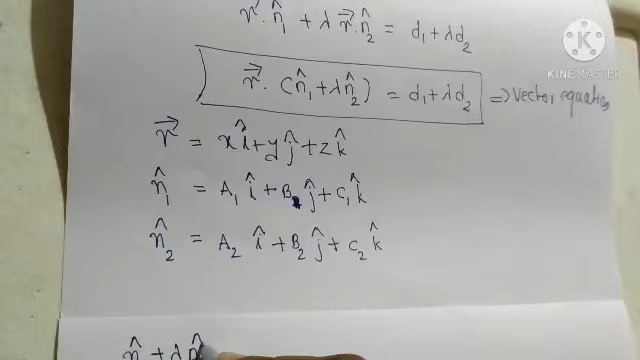 r⃗ · n̂₁ + λ r⃗ · n̂₂ = d₁ + λd₂
r⃗ · (n̂₁ + λn̂₂) = d₁ + λd₂ ⇒ vector equation
r⃗ = xî + yĵ + zk̂
n̂₁ = A₁ î + B₁ ĵ + C₁ k̂
n̂₂ = A₂ î + B₂ ĵ + C₂ k̂
n̂ + λn̂
KINEMASTER